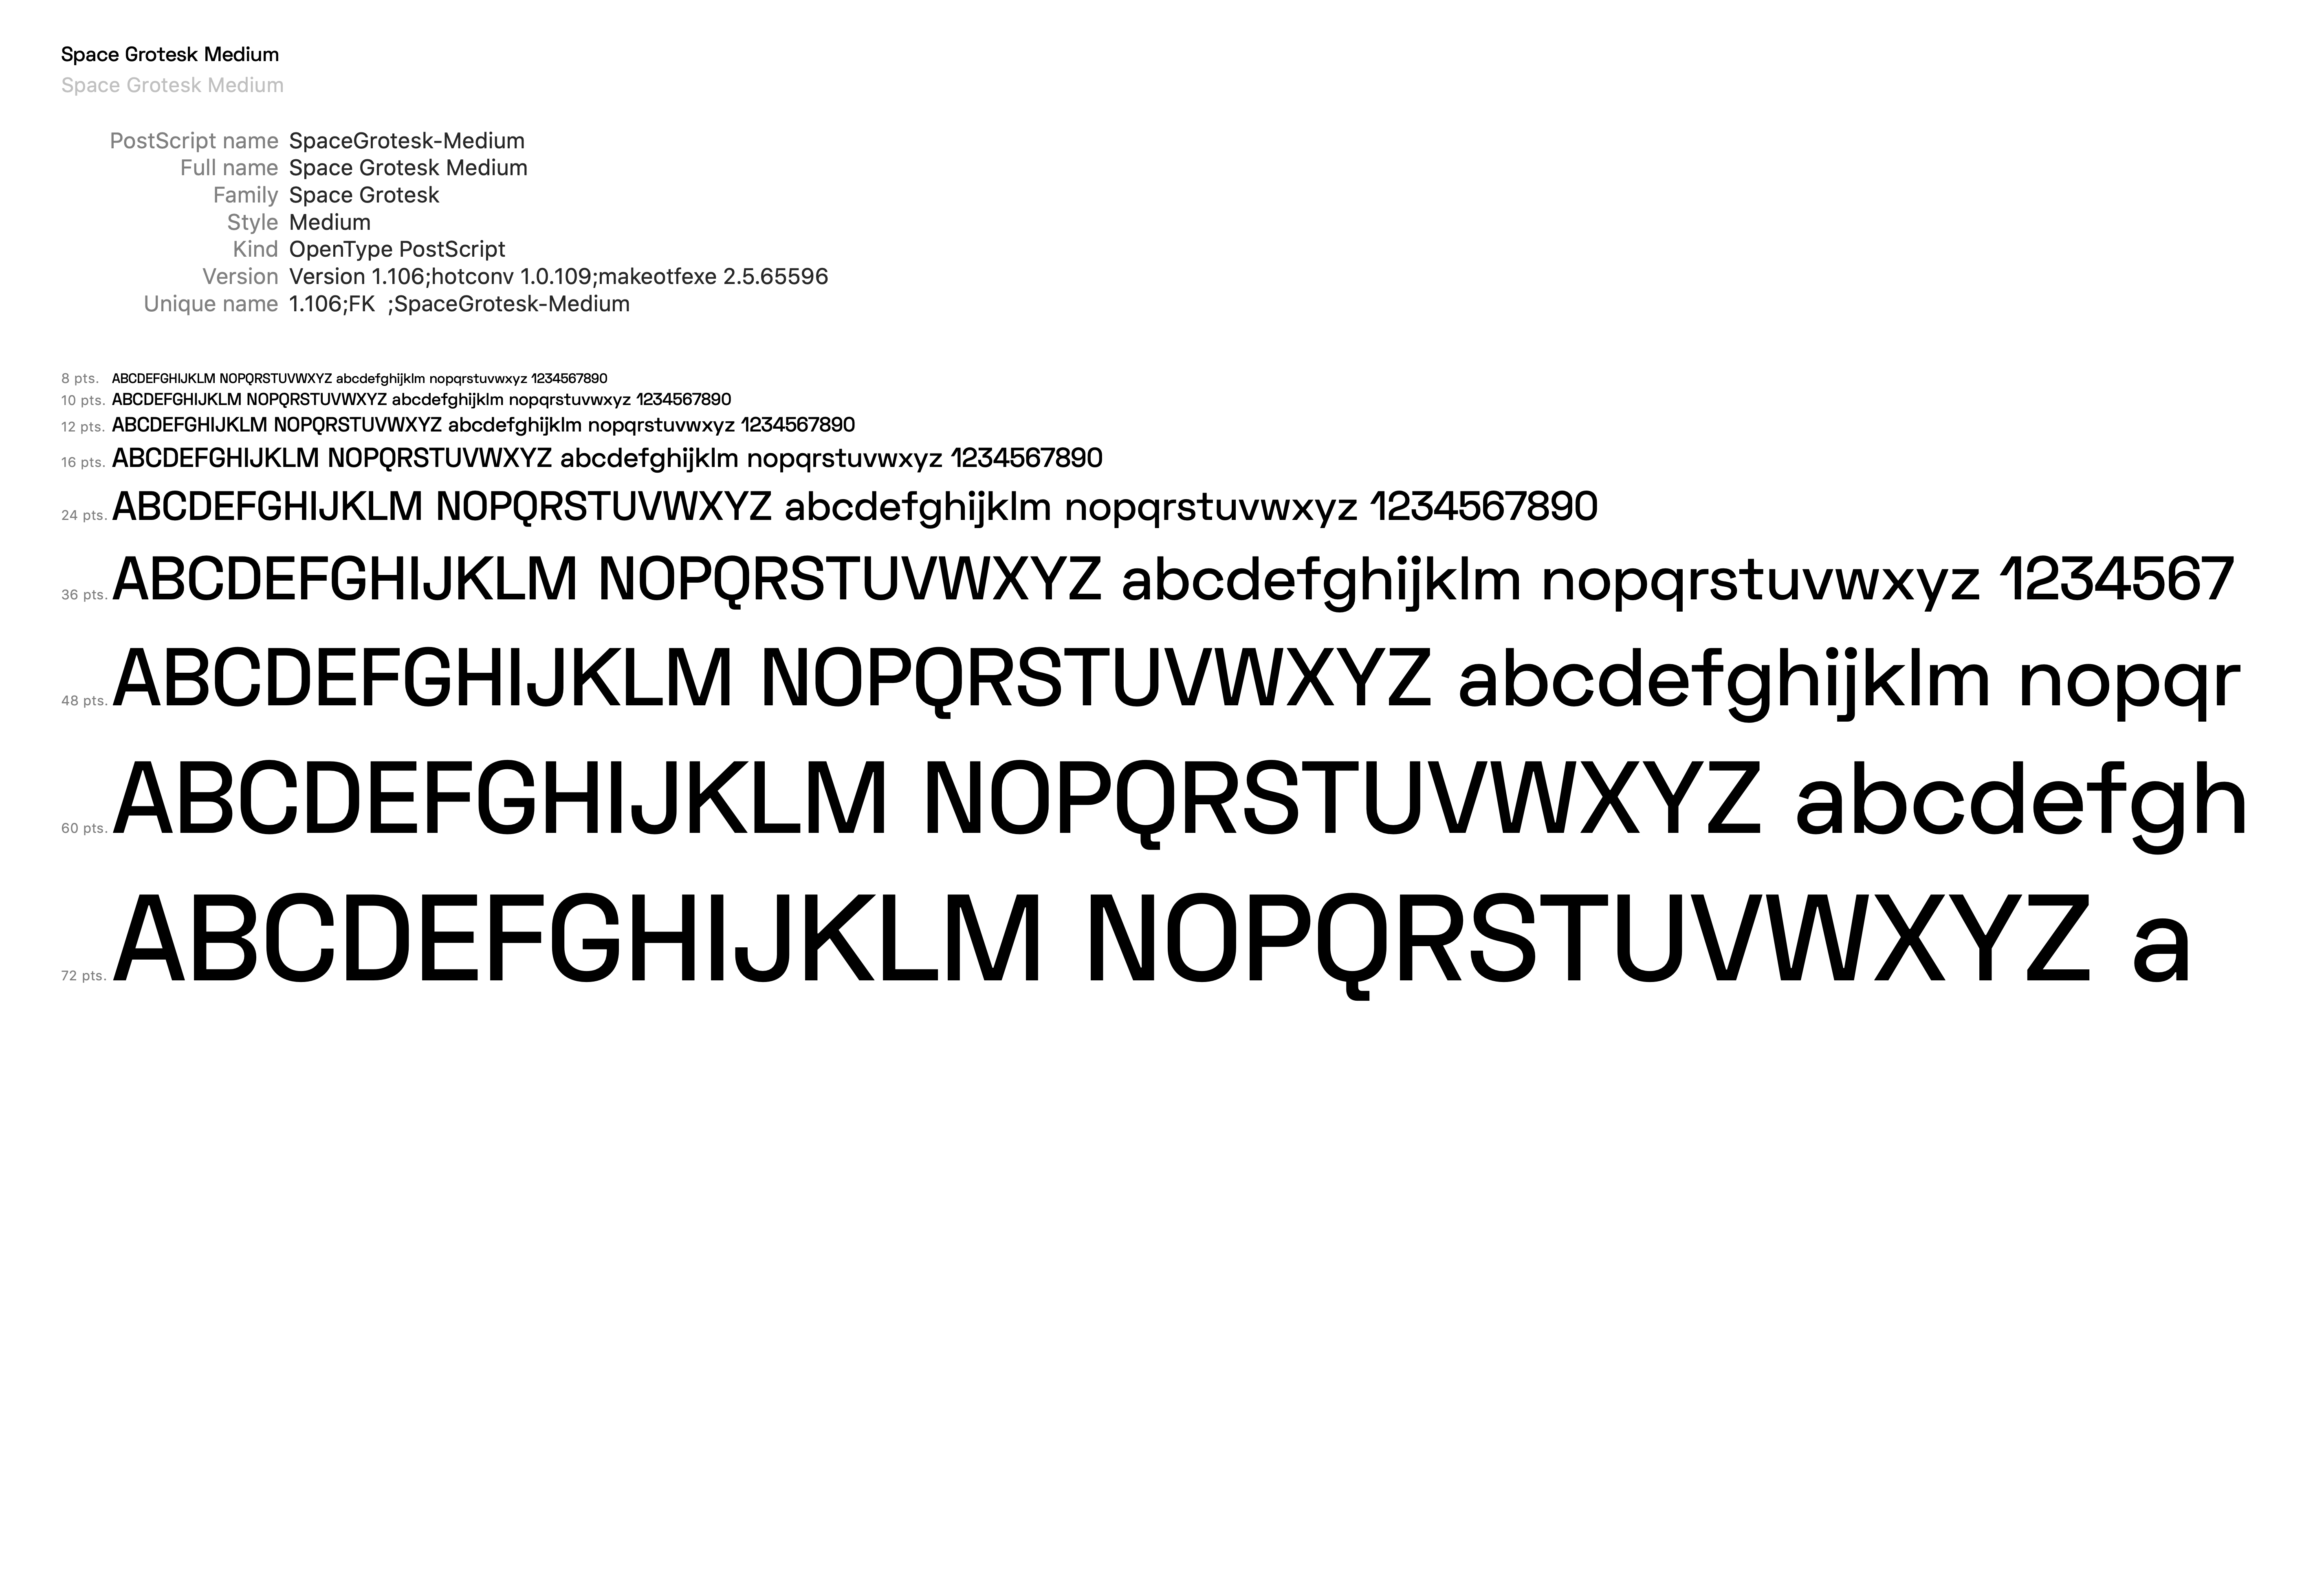 Space Grotesk Medium
Space Grotesk Medium
PostScript name SpaceGrotesk-Medium
Full name Space Grotesk Medium
Family Space Grotesk
Style Medium
Kind OpenType PostScript
Version Version 1.106;hotconv 1.0.109;makeotfexe 2.5.65596
Unique name 1.106;FK  ;SpaceGrotesk-Medium
8 pts. ABCDEFGHIJKLM NOPQRSTUVWXYZ abcdefghijklm nopqrstuvwxyz 1234567890
10 pts. ABCDEFGHIJKLM NOPQRSTUVWXYZ abcdefghijklm nopqrstuvwxyz 1234567890
12 pts. ABCDEFGHIJKLM NOPQRSTUVWXYZ abcdefghijklm nopqrstuvwxyz 1234567890
16 pts. ABCDEFGHIJKLM NOPQRSTUVWXYZ abcdefghijklm nopqrstuvwxyz 1234567890
24 pts. ABCDEFGHIJKLM NOPQRSTUVWXYZ abcdefghijklm nopqrstuvwxyz 1234567890
36 pts. ABCDEFGHIJKLM NOPQRSTUVWXYZ abcdefghijklm nopqrstuvwxyz 1234567
48 pts. ABCDEFGHIJKLM NOPQRSTUVWXYZ abcdefghijklm nopqr
60 pts. ABCDEFGHIJKLM NOPQRSTUVWXYZ abcdefgh
72 pts. ABCDEFGHIJKLM NOPQRSTUVWXYZ a